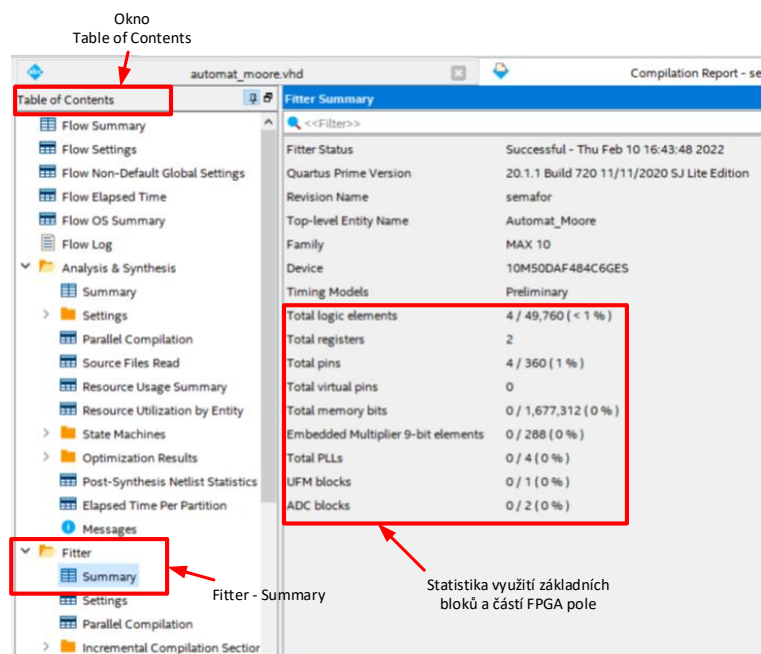 Okno
Table of Contents
automat_moore.vhd
Compilation Report - se
Table of Contents
Flow Summary
Flow Settings
Flow Non-Default Global Settings
Flow Elapsed Time
Flow OS Summary
Flow Log
Analysis & Synthesis
Summary
Settings
Parallel Compilation
Source Files Read
Resource Usage Summary
Resource Utilization by Entity
State Machines
Optimization Results
Post-Synthesis Netlist Statistics
Elapsed Time Per Partition
Messages
Fitter
Summary
Settings
Parallel Compilation
Incremental Compilation Section
Fitter Summary
<<Filter>>
Fitter Status Successful - Thu Feb 10 16:43:48 2022
Quartus Prime Version 20.1.1 Build 720 11/11/2020 SJ Lite Edition
Revision Name semafor
Top-level Entity Name Automat_Moore
Family MAX 10
Device 10M50DAF484C6GES
Timing Models Preliminary
Total logic elements 4 / 49,760 ( < 1 % )
Total registers 2
Total pins 4 / 360 ( 1 % )
Total virtual pins 0
Total memory bits 0 / 1,677,312 ( 0 % )
Embedded Multiplier 9-bit elements 0 / 288 ( 0 % )
Total PLLs 0 / 4 ( 0 % )
UFM blocks 0 / 1 ( 0 % )
ADC blocks 0 / 2 ( 0 % )
Fitter - Summary
Statistika využití základních
bloků a částí FPGA pole